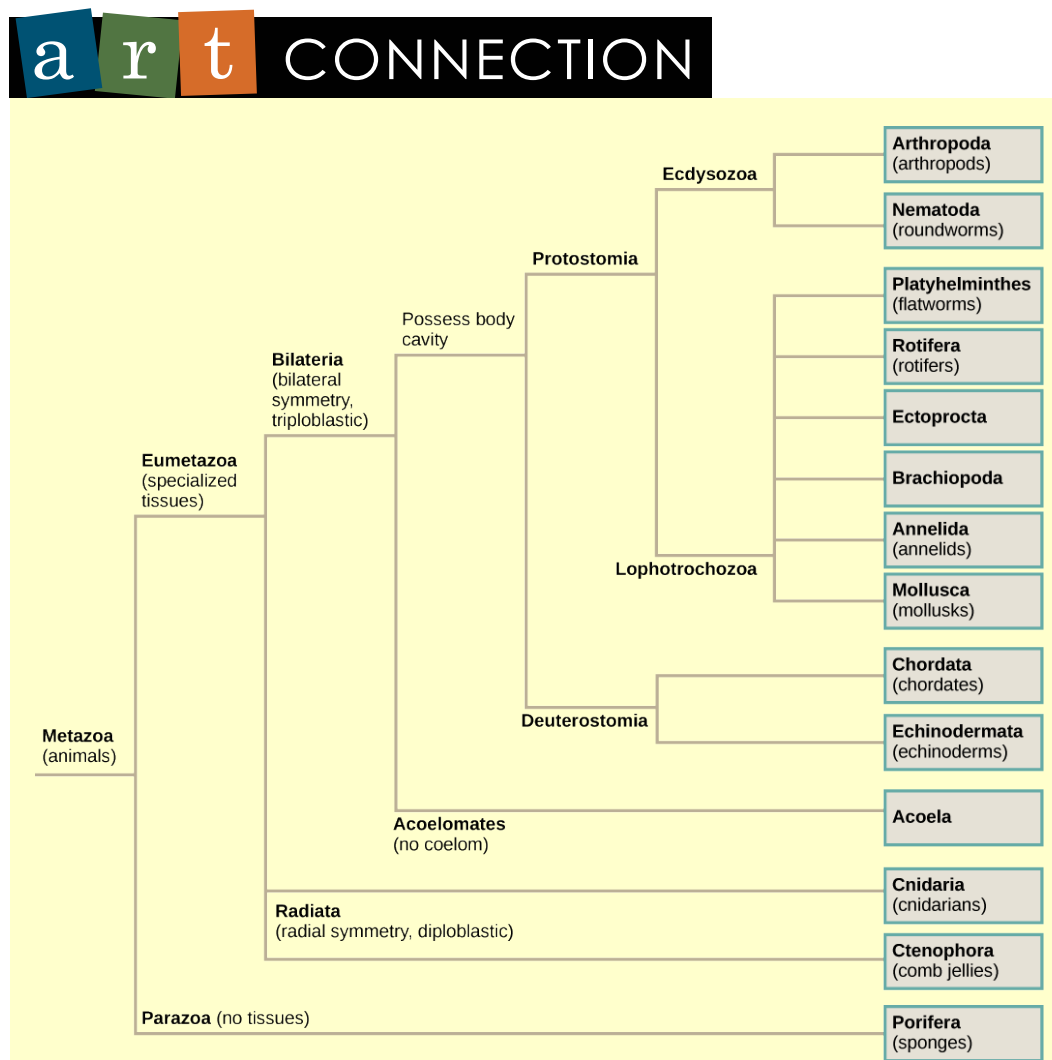 art CONNECTION
Arthropoda
(arthropods)
Ecdysozoa
Nematoda
(roundworms)
Protostomia
Platyhelminthes
(flatworms)
Possess body
cavity
Rotifera
(rotifers)
Bilateria
(bilateral
symmetry,
triploblastic)
Ectoprocta
Eumetazoa
(specialized
tissues)
Brachiopoda
Annelida
(annelids)
Lophotrochozoa
Mollusca
(mollusks)
Chordata
(chordates)
Deuterostomia
Echinodermata
(echinoderms)
Metazoa
(animals)
Acoelomates
(no coelom)
Acoela
Cnidaria
(cnidarians)
Radiata
(radial symmetry, diploblastic)
Ctenophora
(comb jellies)
Parazoa (no tissues)
Porifera
(sponges)